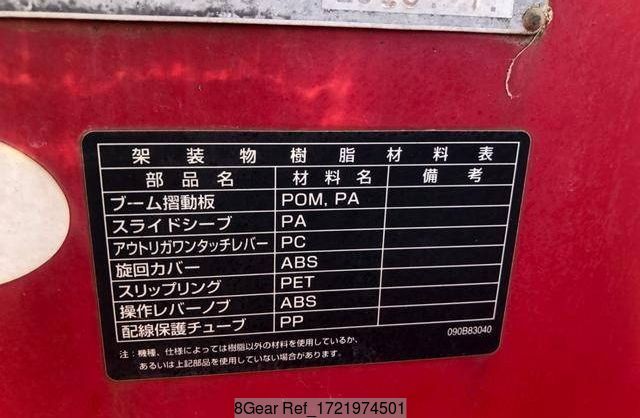 架装物樹脂材料表
部品名 材料名 備考
ブーム摺動板 POM, PA
スライドシーブ PA
アウトリガワンタッチレバー PC
旋回カバー ABS
スリップリング PET
操作レバーノブ ABS
配線保護チューブ PP
090B83040
注:機種、仕様によっては樹脂以外の材料を使用しているか、
あるいは上記部品を使用していない場合があります。
8Gear Ref_1721974501